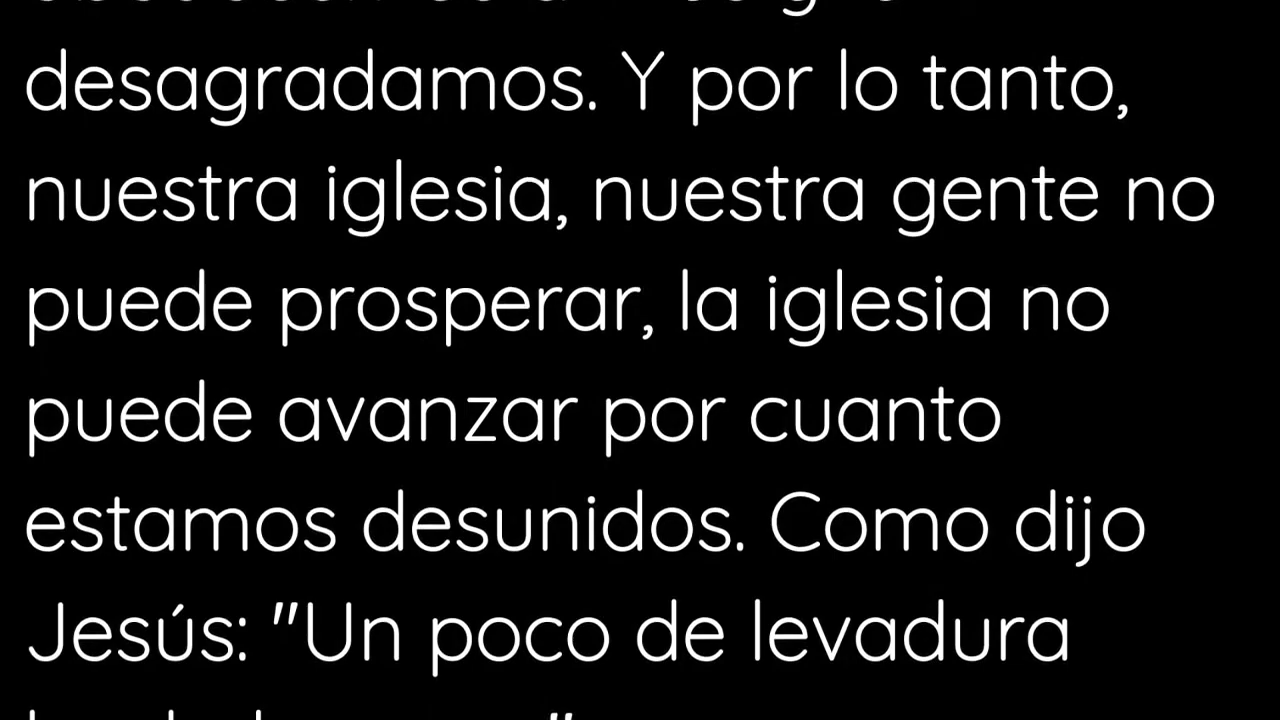 desagradamos. Y por lo tanto,
nuestra iglesia, nuestra gente no
puede prosperar, la iglesia no
puede avanzar por cuanto
estamos desunidos. Como dijo
Jesús: "Un poco de levadura